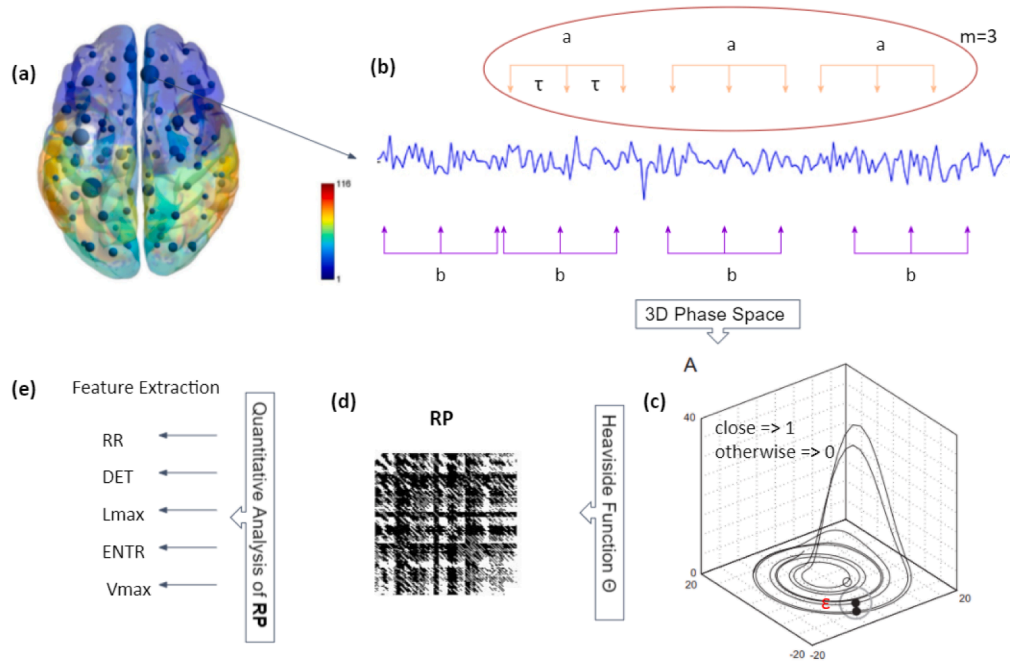 (a)
116
1
(b)
a
a
a
m=3
τ
τ
b
b
b
b
3D Phase Space
A
(c)
40
close => 1
otherwise => 0
0
20
20
-20
-20
ε
Heaviside Function Θ
(d)
RP
Quantitative Analysis of RP
(e)
Feature Extraction
RR
DET
Lmax
ENTR
Vmax